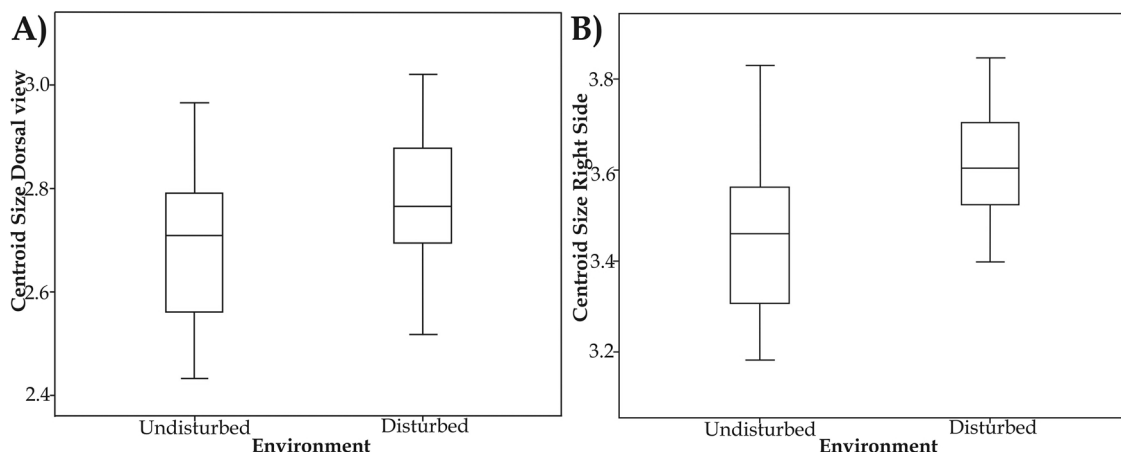 A)
Centroid Size Dorsal view
3.0
2.8
2.6
2.4
Undisturbed
Disturbed
Environment
B)
Centroid Size Right Side
3.8
3.6
3.4
3.2
Undisturbed
Disturbed
Environment